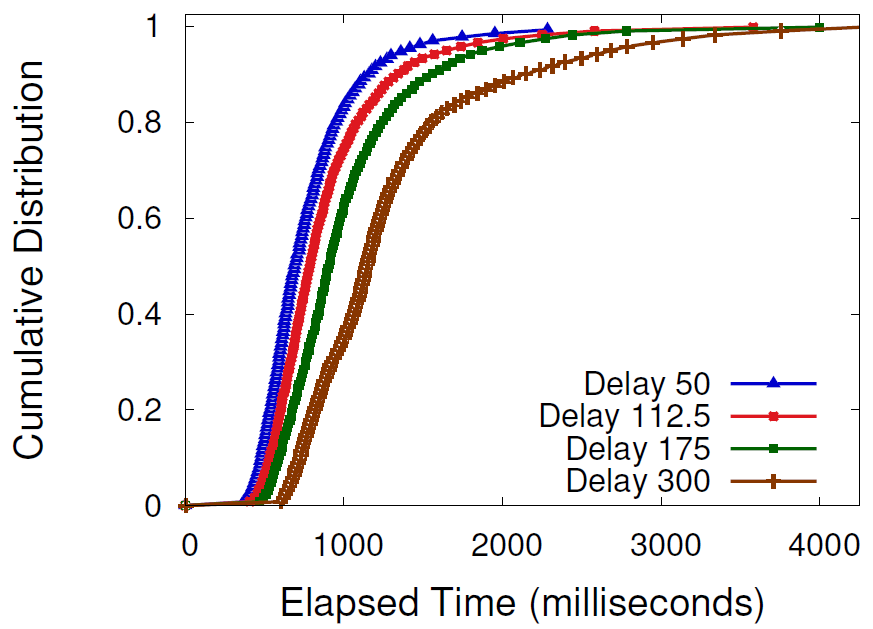 1
0.8
0.6
0.4
0.2
0
Cumulative Distribution
Delay 50
Delay 112.5
Delay 175
Delay 300
0 1000 2000 3000 4000
Elapsed Time (milliseconds)